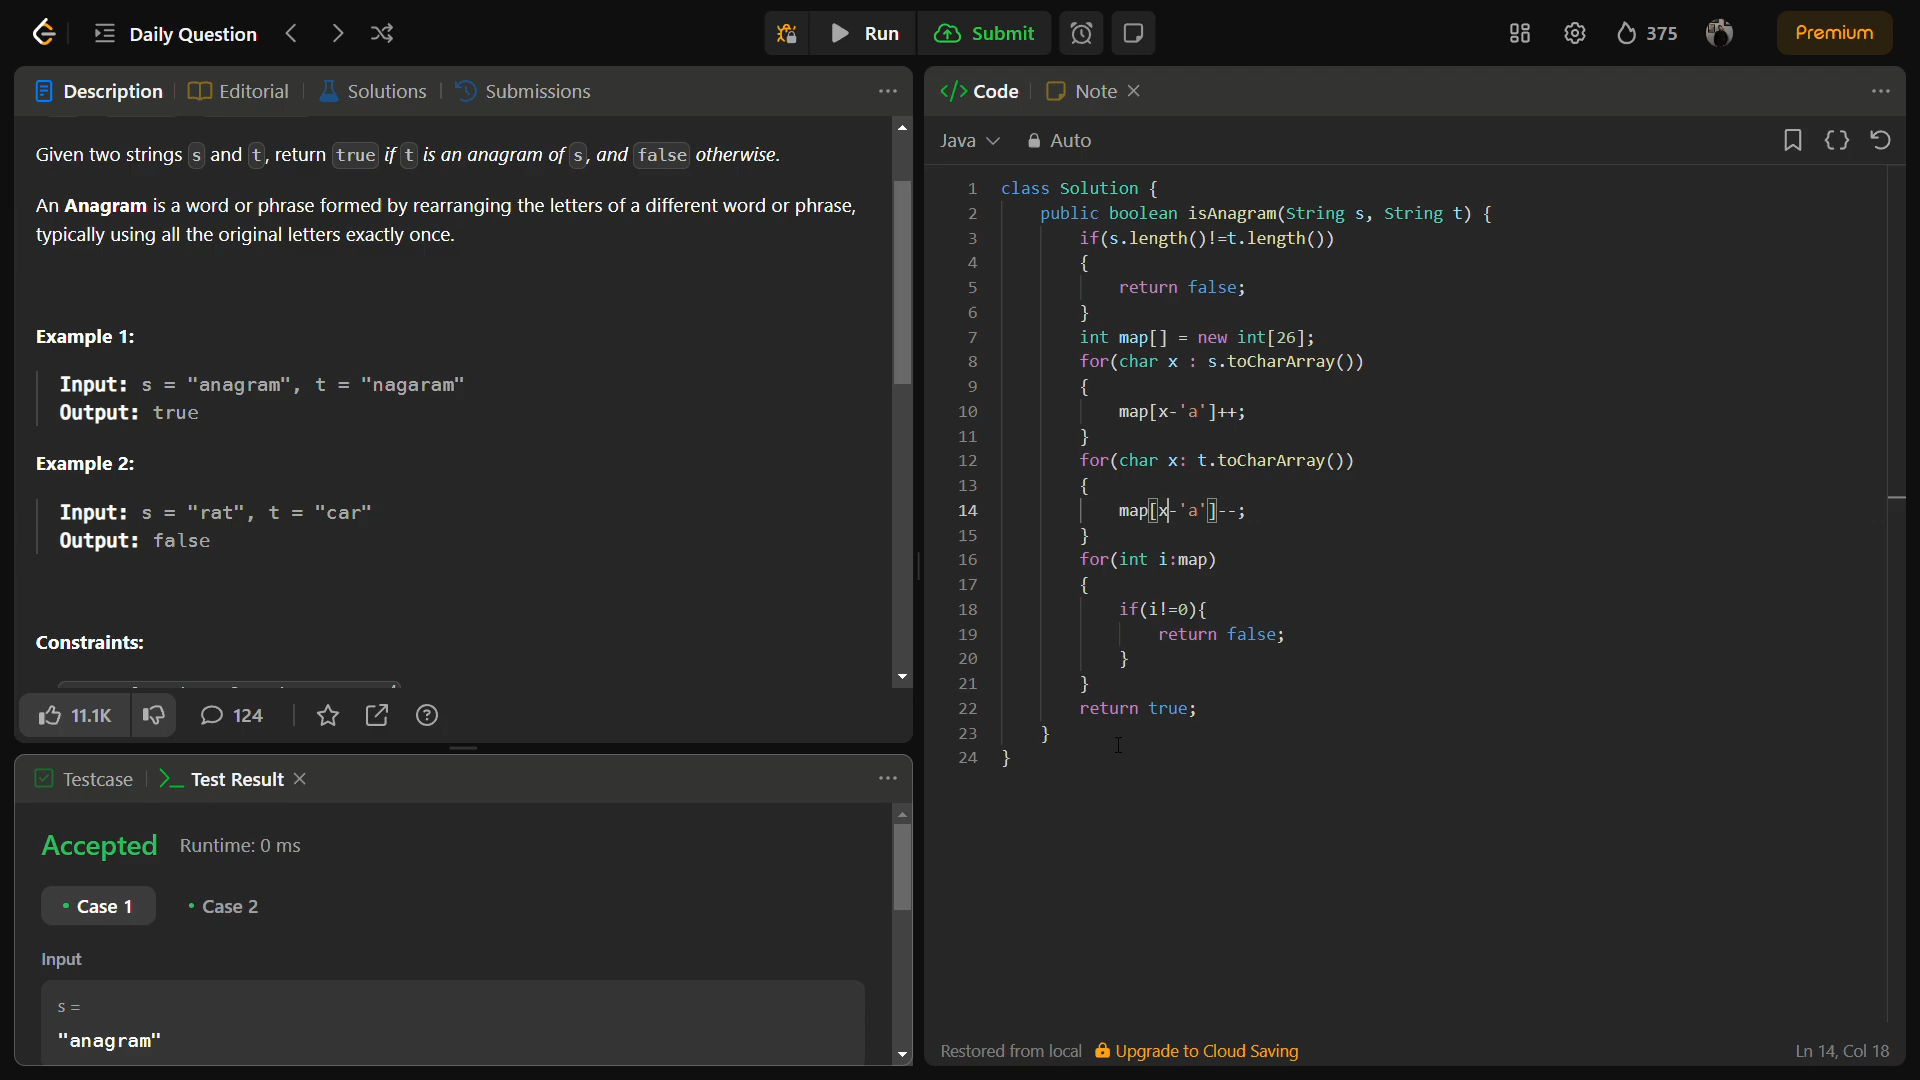 Daily Question
Run
Submit
375
Premium
Description
Editorial
Solutions
Submissions
Given two strings s and t, return true if t is an anagram of s, and false otherwise.
An Anagram is a word or phrase formed by rearranging the letters of a different word or phrase,
typically using all the original letters exactly once.
Example 1:
Input: s = "anagram", t = "nagaram"
Output: true
Example 2:
Input: s = "rat", t = "car"
Output: false
Constraints:
11.1K
124
Testcase
>_ Test Result
Accepted
Runtime: 0 ms
Case 1
Case 2
Input
s =
"anagram"
</> Code
Note
Java
Auto
1 class Solution {
2 public boolean isAnagram(String s, String t) {
3 if(s.length()!=t.length())
4 {
5 return false;
6 }
7 int map[] = new int[26];
8 for(char x : s.toCharArray())
9 {
10 map[x-'a']++;
11 }
12 for(char x: t.toCharArray())
13 {
14 map[x-'a']--;
15 }
16 for(int i:map)
17 {
18 if(i!=0){
19 return false;
20 }
21 }
22 return true;
23 }
24 }
Restored from local
Upgrade to Cloud Saving
Ln 14, Col 18